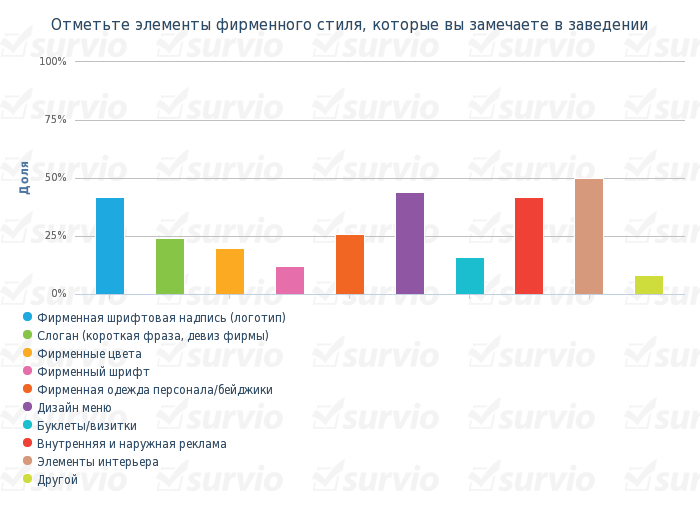 Отметьте элементы фирменного стиля, которые вы замечаете в заведении
100%
75%
50%
25%
0%
Доля
Фирменная шрифтовая надпись (логотип)
Слоган (короткая фраза, девиз фирмы)
Фирменные цвета
Фирменный шрифт
Фирменная одежда персонала/бейджики
Дизайн меню
Буклеты/визитки
Внутренняя и наружная реклама
Элементы интерьера
Другой
survio